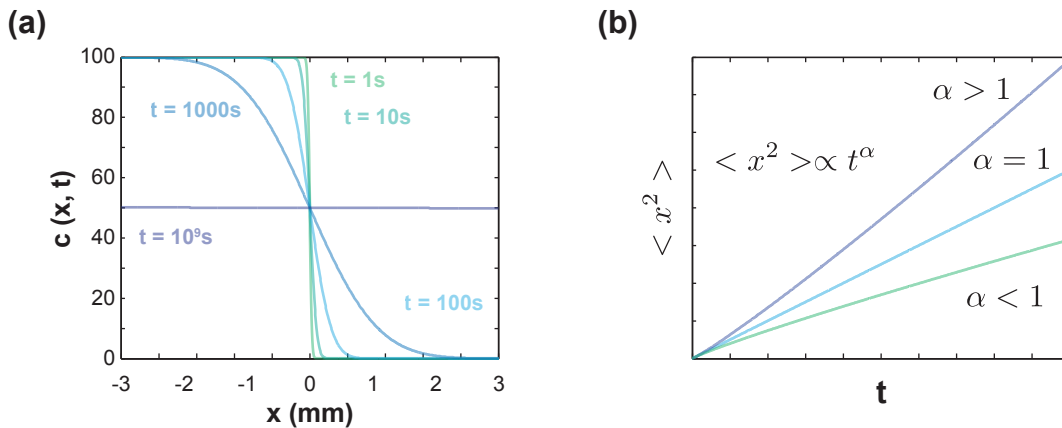 (a)
100
80
60
40
20
0
c (x, t)
t = 1s
t = 10s
t = 1000s
t = 10⁹s
t = 100s
-3
-2
-1
0
1
2
3
x (mm)
(b)
α > 1
< x² >∝ tᵅ
α = 1
α < 1
< x² >
t